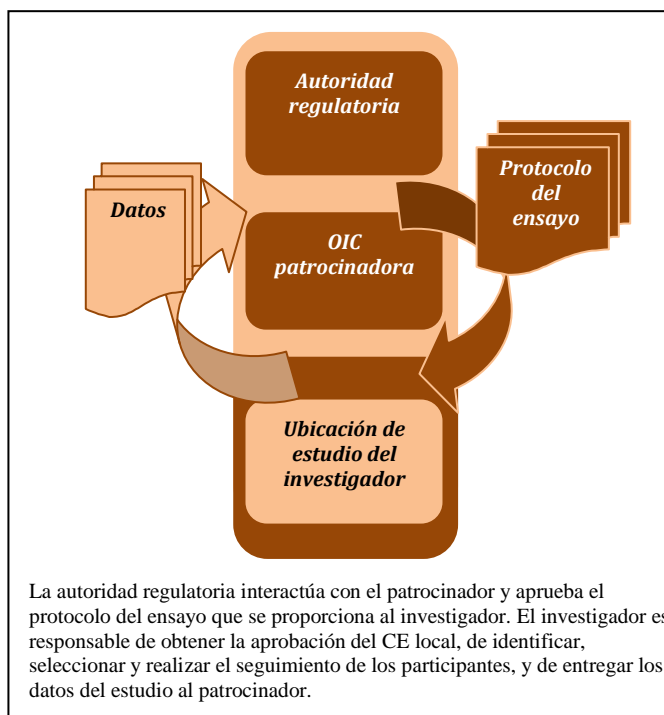 Autoridad
regulatoria
Protocolo
del
ensayo
Datos
OIC
patrocinadora
Ubicación de
estudio del
investigador
La autoridad regulatoria interactúa con el patrocinador y aprueba el
protocolo del ensayo que se proporciona al investigador. El investigador es
responsable de obtener la aprobación del CE local, de identificar,
seleccionar y realizar el seguimiento de los participantes, y de entregar los
datos del estudio al patrocinador.